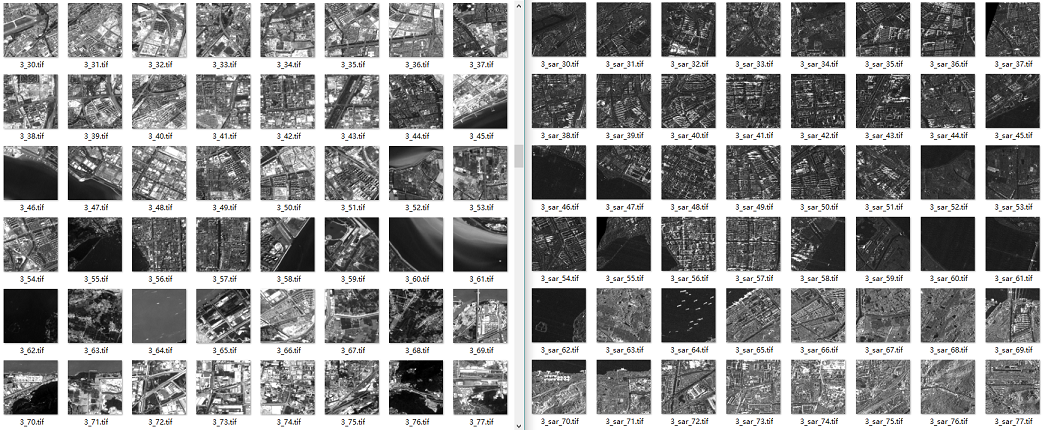 3_30.tif 3_31.tif 3_32.tif 3_33.tif 3_34.tif 3_35.tif 3_36.tif 3_37.tif 3_sar_30.tif 3_sar_31.tif 3_sar_32.tif 3_sar_33.tif 3_sar_34.tif 3_sar_35.tif 3_sar_36.tif 3_sar_37.tif
3_38.tif 3_39.tif 3_40.tif 3_41.tif 3_42.tif 3_43.tif 3_44.tif 3_45.tif 3_sar_38.tif 3_sar_39.tif 3_sar_40.tif 3_sar_41.tif 3_sar_42.tif 3_sar_43.tif 3_sar_44.tif 3_sar_45.tif
3_46.tif 3_47.tif 3_48.tif 3_49.tif 3_50.tif 3_51.tif 3_52.tif 3_53.tif 3_sar_46.tif 3_sar_47.tif 3_sar_48.tif 3_sar_49.tif 3_sar_50.tif 3_sar_51.tif 3_sar_52.tif 3_sar_53.tif
3_54.tif 3_55.tif 3_56.tif 3_57.tif 3_58.tif 3_59.tif 3_60.tif 3_61.tif 3_sar_54.tif 3_sar_55.tif 3_sar_56.tif 3_sar_57.tif 3_sar_58.tif 3_sar_59.tif 3_sar_60.tif 3_sar_61.tif
3_62.tif 3_63.tif 3_64.tif 3_65.tif 3_66.tif 3_67.tif 3_68.tif 3_69.tif 3_sar_62.tif 3_sar_63.tif 3_sar_64.tif 3_sar_65.tif 3_sar_66.tif 3_sar_67.tif 3_sar_68.tif 3_sar_69.tif
3_70.tif 3_71.tif 3_72.tif 3_73.tif 3_74.tif 3_75.tif 3_76.tif 3_77.tif 3_sar_70.tif 3_sar_71.tif 3_sar_72.tif 3_sar_73.tif 3_sar_74.tif 3_sar_75.tif 3_sar_76.tif 3_sar_77.tif